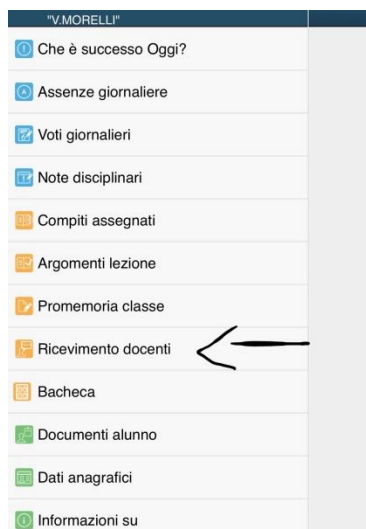 "V.MORELLI"
Che è successo Oggi?
Assenze giornaliere
Voti giornalieri
Note disciplinari
Compiti assegnati
Argomenti lezione
Promemoria classe
Ricevimento docenti
Bacheca
Documenti alunno
Dati anagrafici
Informazioni su